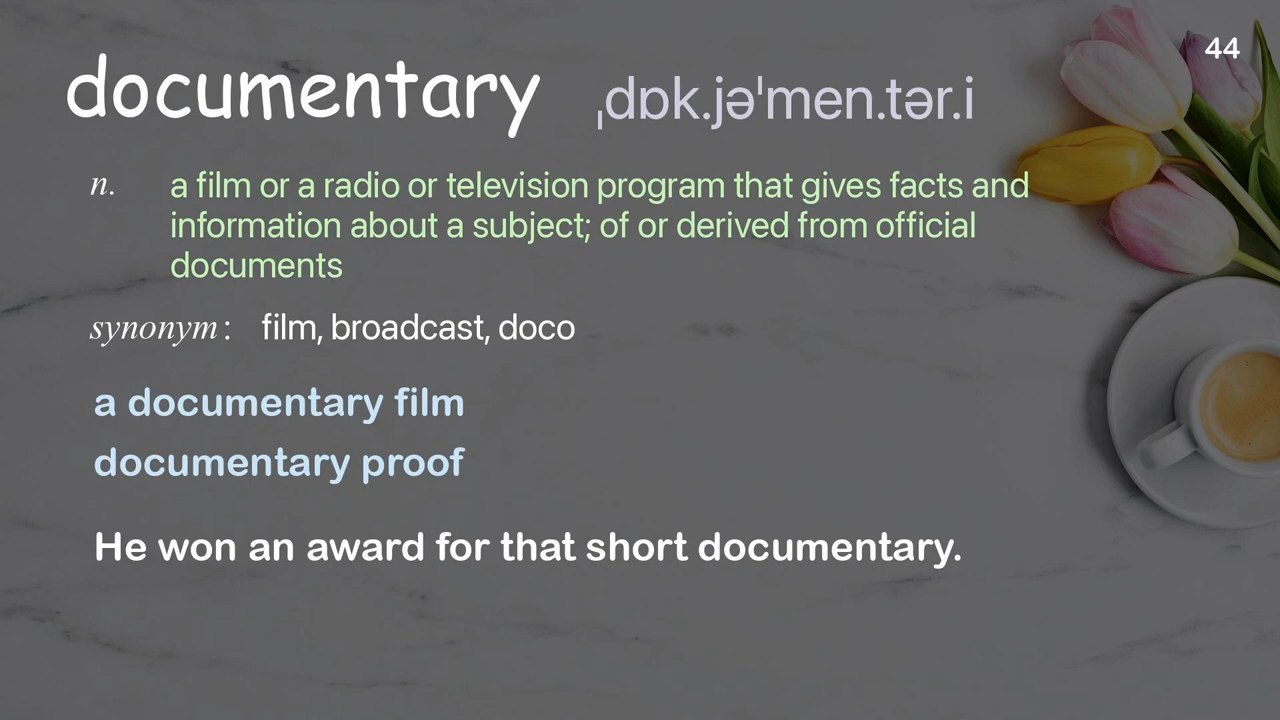 44
documentary ˌdɒk.jəˈmen.tər.i
n. a film or a radio or television program that gives facts and
information about a subject; of or derived from official
documents
synonym: film, broadcast, doco
a documentary film
documentary proof
He won an award for that short documentary.